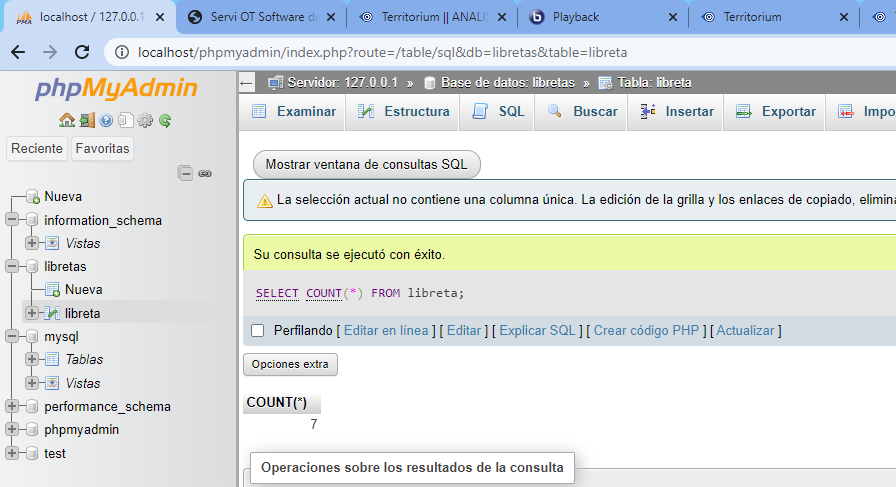 localhost / 127.0.0.1
Servi OT Software de
Territorium || ANALIS
Playback
Territorium
localhost/phpmyadmin/index.php?route=/table/sql&db=libretas&table=libreta
phpMyAdmin
Servidor: 127.0.0.1 » Base de datos: libretas » Tabla: libreta
Examinar
Estructura
SQL
Buscar
Insertar
Exportar
Impo
Reciente
Favoritas
Mostrar ventana de consultas SQL
La selección actual no contiene una columna única. La edición de la grilla y los enlaces de copiado, elimina
Nueva
information_schema
Vistas
libretas
Nueva
libreta
mysql
Tablas
Vistas
performance_schema
phpmyadmin
test
Su consulta se ejecutó con éxito.
SELECT COUNT(*) FROM libreta;
Perfilando [ Editar en línea ] [ Editar ] [ Explicar SQL ] [ Crear código PHP ] [ Actualizar ]
Opciones extra
COUNT(*)
7
Operaciones sobre los resultados de la consulta